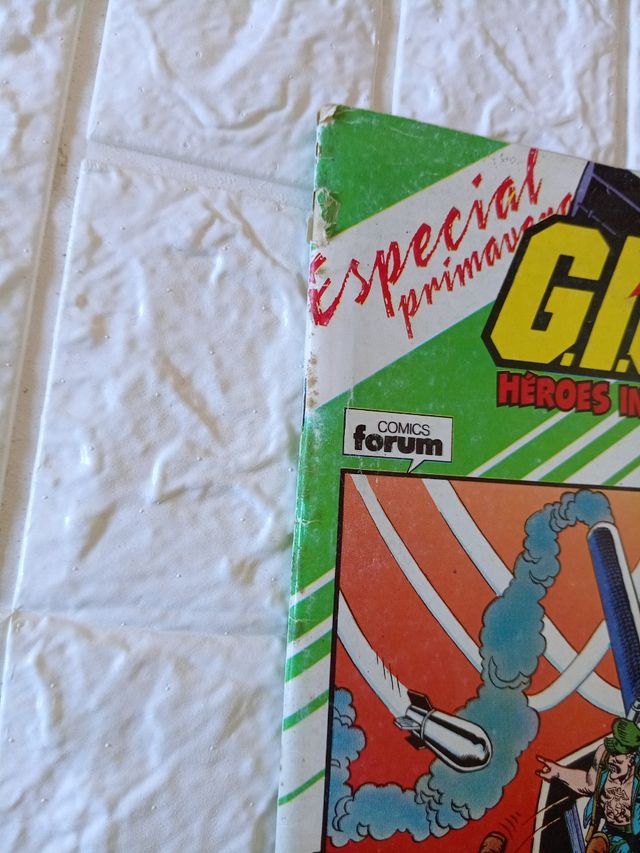 Especial
primavera
G.I.
HÉROES IN
COMICS
forum